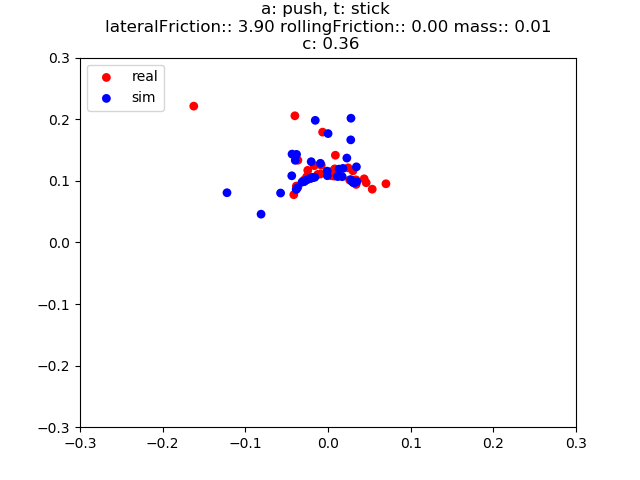 a: push, t: stick
lateralFriction:: 3.90 rollingFriction:: 0.00 mass:: 0.01
c: 0.36
real
sim
0.3
0.2
0.1
0.0
−0.1
−0.2
−0.3
−0.3
−0.2
−0.1
0.0
0.1
0.2
0.3